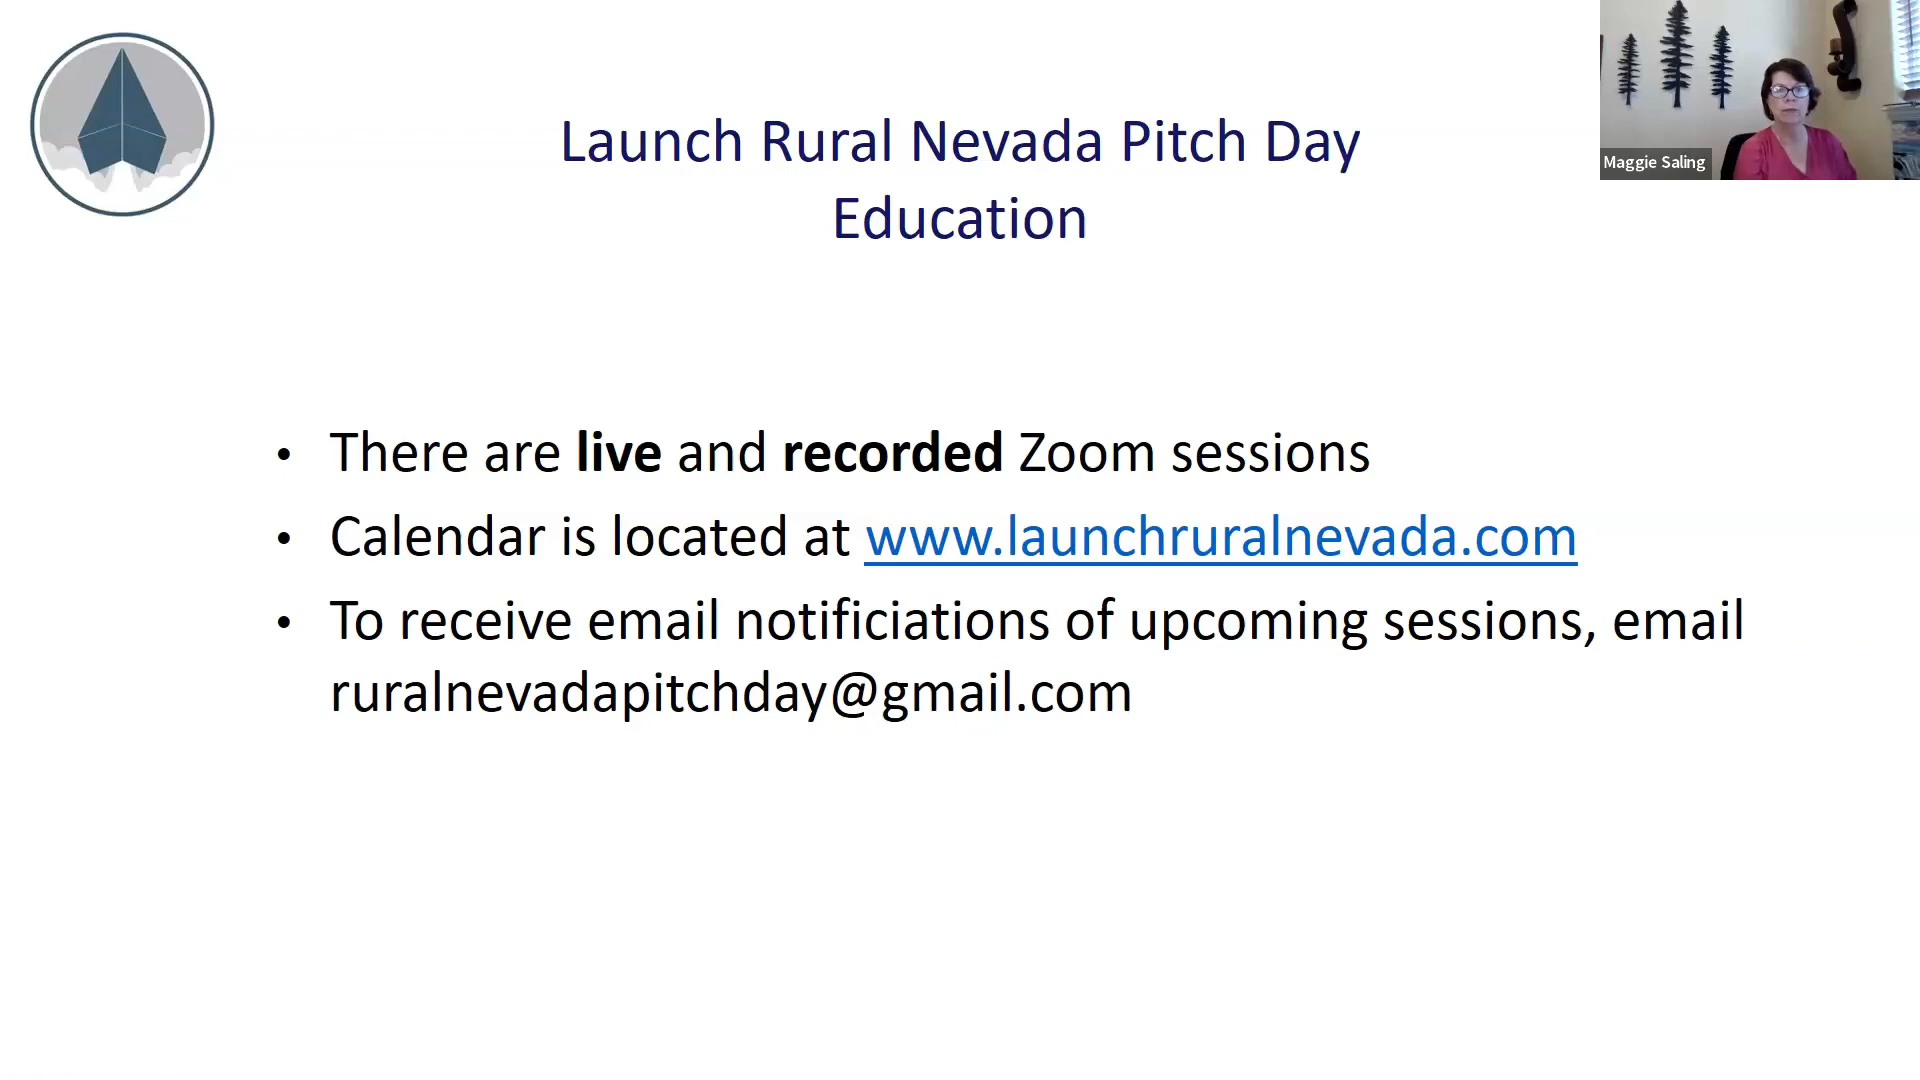 Launch Rural Nevada Pitch Day
Education
Maggie Saling
• There are live and recorded Zoom sessions
• Calendar is located at www.launchruralnevada.com
• To receive email notificiations of upcoming sessions, email
ruralnevadapitchday@gmail.com